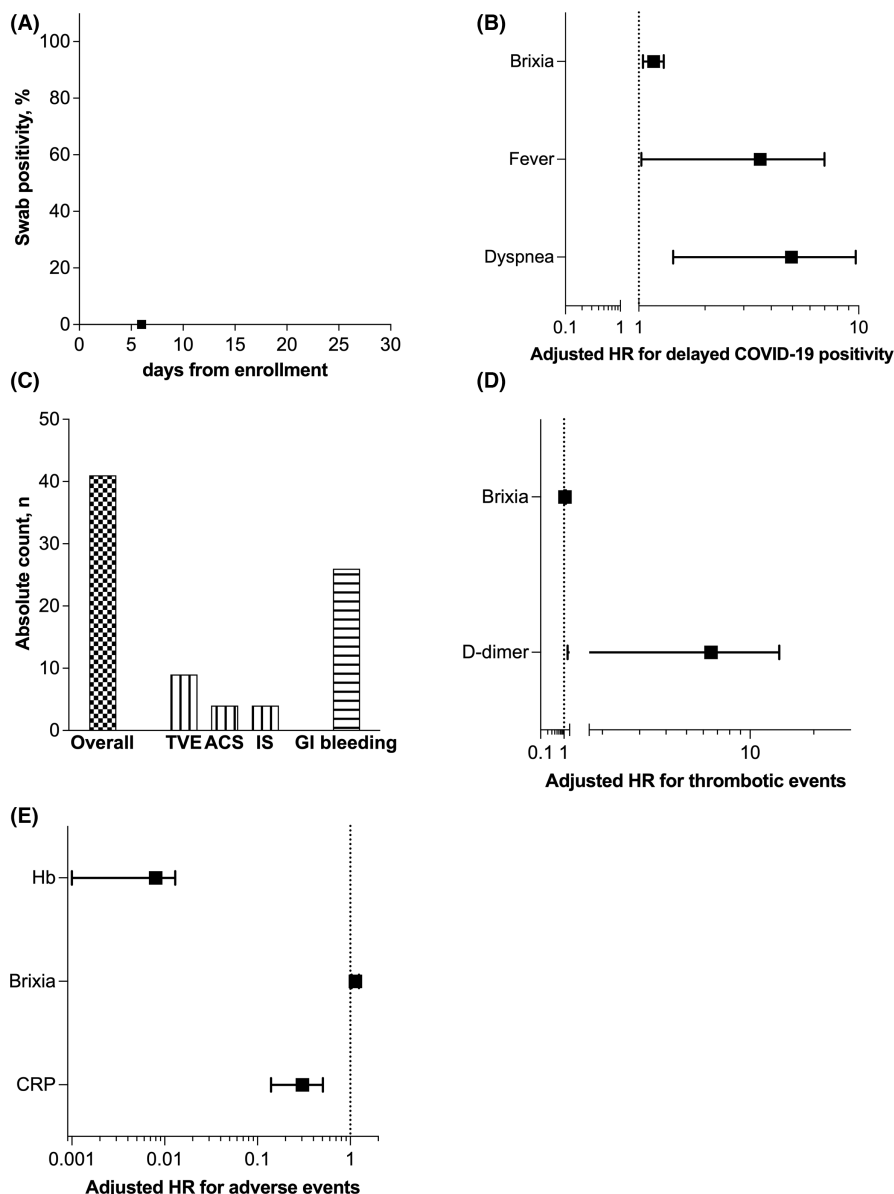 (A)
100
80
60
40
20
0
Swab positivity, %
0 5 10 15 20 25 30
days from enrollment
(B)
Brixia
Fever
Dyspnea
0.1 1 1 10
Adjusted HR for delayed COVID-19 positivity
(C)
50
40
30
20
10
0
Absolute count, n
Overall TVE ACS IS GI bleeding
(D)
Brixia
D-dimer
0.1 1 10
Adjusted HR for thrombotic events
(E)
Hb
Brixia
CRP
0.001 0.01 0.1 1
Adjusted HR for adverse events